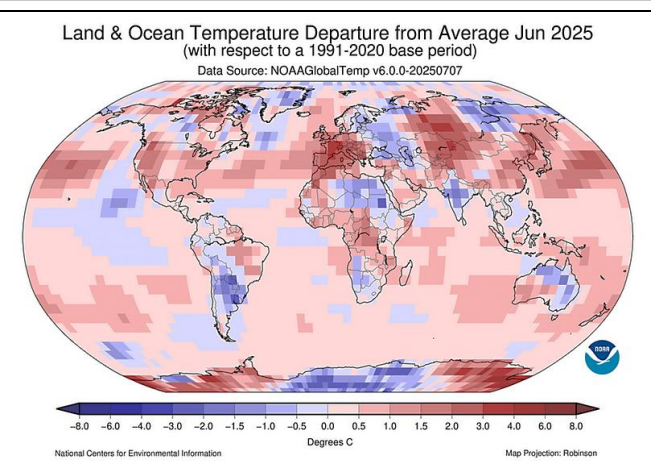 Land & Ocean Temperature Departure from Average Jun 2025
(with respect to a 1991-2020 base period)
Data Source: NOAAGlobalTemp v6.0.0-20250707
NOAA
-8.0 -6.0 -4.0 -3.0 -2.0 -1.5 -1.0 -0.5 0.0 0.5 1.0 1.5 2.0 3.0 4.0 6.0 8.0
Degrees C
National Centers for Environmental Information
Map Projection: Robinson